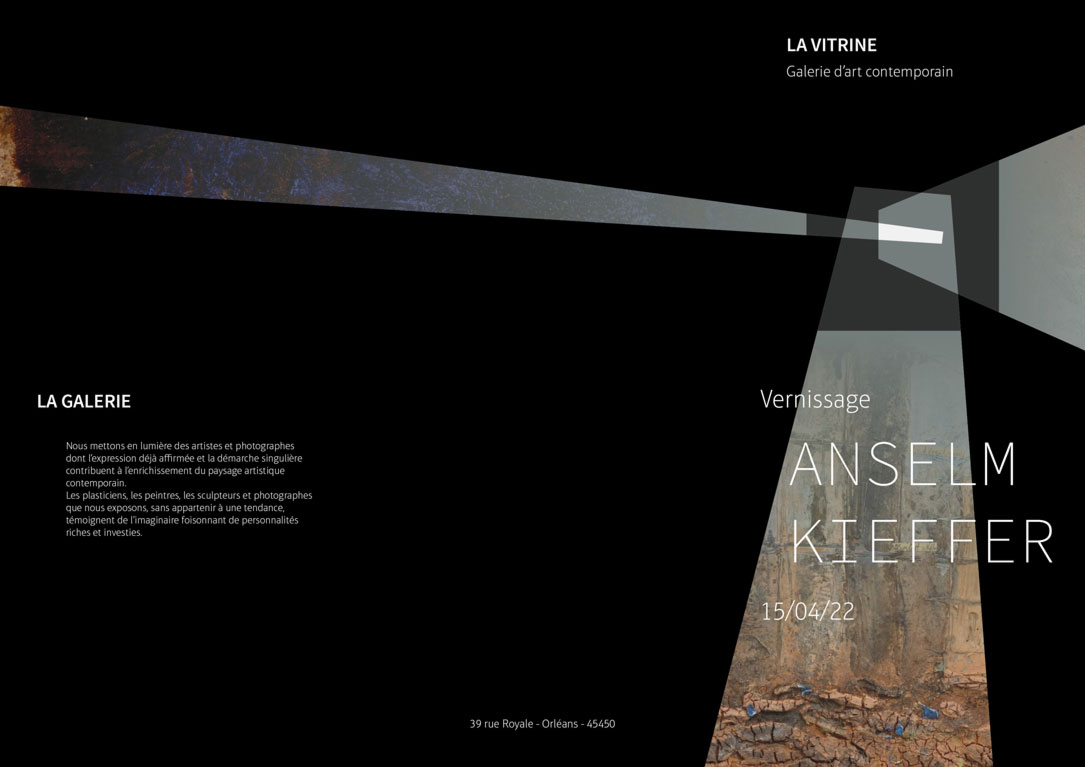 LA VITRINE
Galerie d'art contemporain
LA GALERIE
Nous mettons en lumière des artistes et photographes
dont l'expression déjà affirmée et la démarche singulière
contribuent à l'enrichissement du paysage artistique
contemporain.
Les plasticiens, les peintres, les sculpteurs et photographes
que nous exposons, sans appartenir à une tendance,
témoignent de l'imaginaire foisonnant de personnalités
riches et investies.
Vernissage
ANSELM
KIEFFER
15/04/22
39 rue Royale - Orléans - 45450